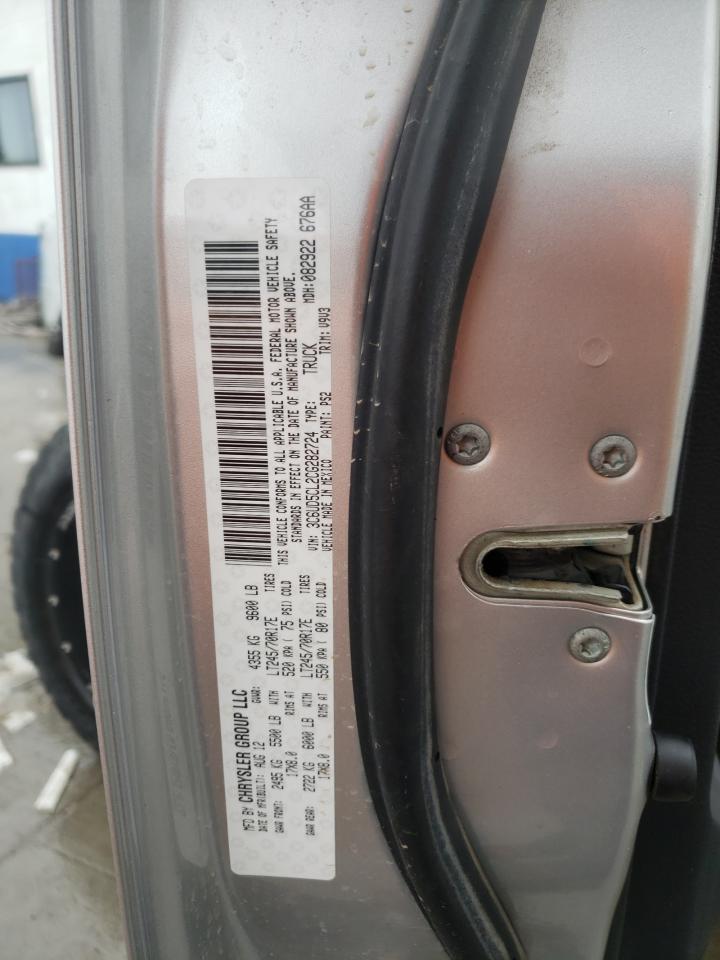 MFD BY CHRYSLER GROUP LLC
DATE OF MFR(BUILT): AUG 12 GVWR: 4355 KG 9600 LB
GAWR FRONT: 2495 KG 5500 LB WITH LT245/70R17E TIRES
17X8.0 RIMS AT 520 KPA ( 75 PSI) COLD
GAWR REAR: 2722 KG 6000 LB WITH LT245/70R17E TIRES
17X8.0 RIMS AT 550 KPA ( 80 PSI) COLD
THIS VEHICLE CONFORMS TO ALL APPLICABLE U.S.A. FEDERAL MOTOR VEHICLE SAFETY
STANDARDS IN EFFECT ON THE DATE OF MANUFACTURE SHOWN ABOVE.
VIN: 3C6UD5CL2CG282724 TYPE: TRUCK MDH: 082922 676AA
VEHICLE MADE IN MEXICO PAINT: PS2 TRIM: V9V3